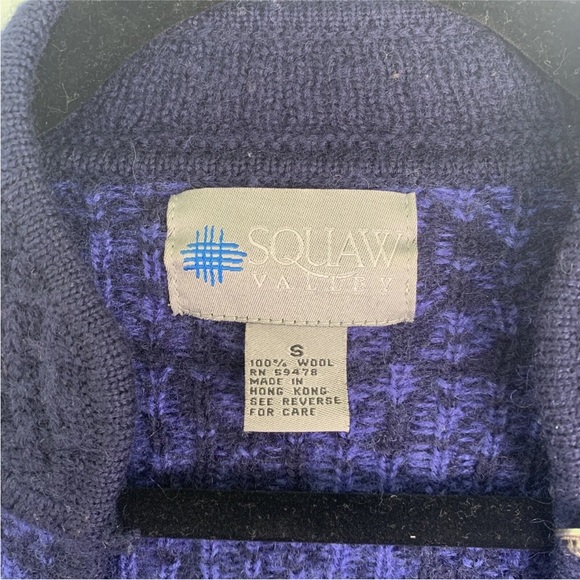 SQUAW
VALLEY
S
100% WOOL
RN 59478
MADE IN
HONG KONG
SEE REVERSE
FOR CARE